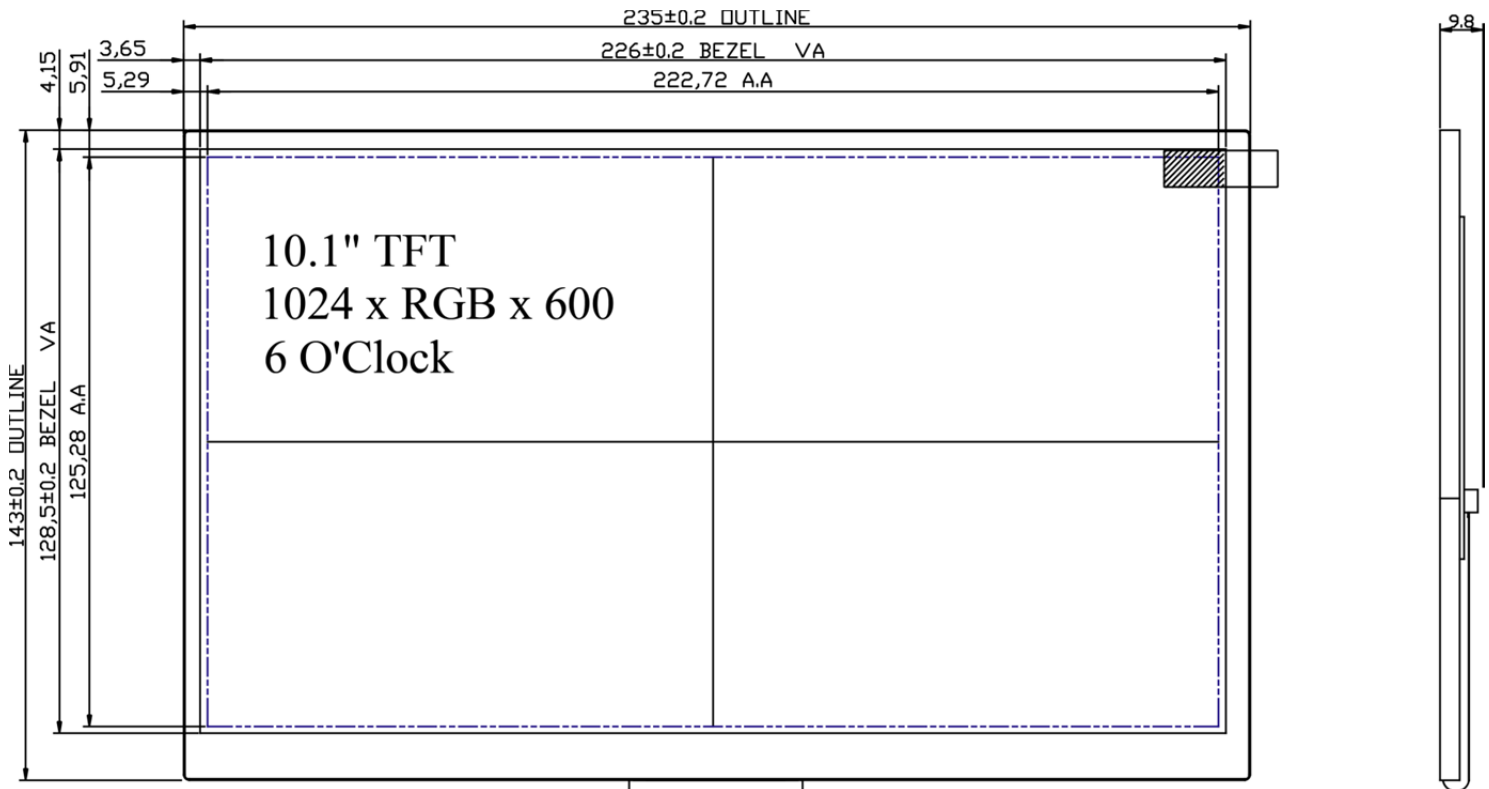 235±0.2 OUTLINE
9.8
226±0.2 BEZEL VA
222,72 A.A
3,65
5,29
4,15
5,91
10.1" TFT
1024 x RGB x 600
6 O'Clock
143±0.2 OUTLINE
128,5±0.2 BEZEL VA
125,28 A.A